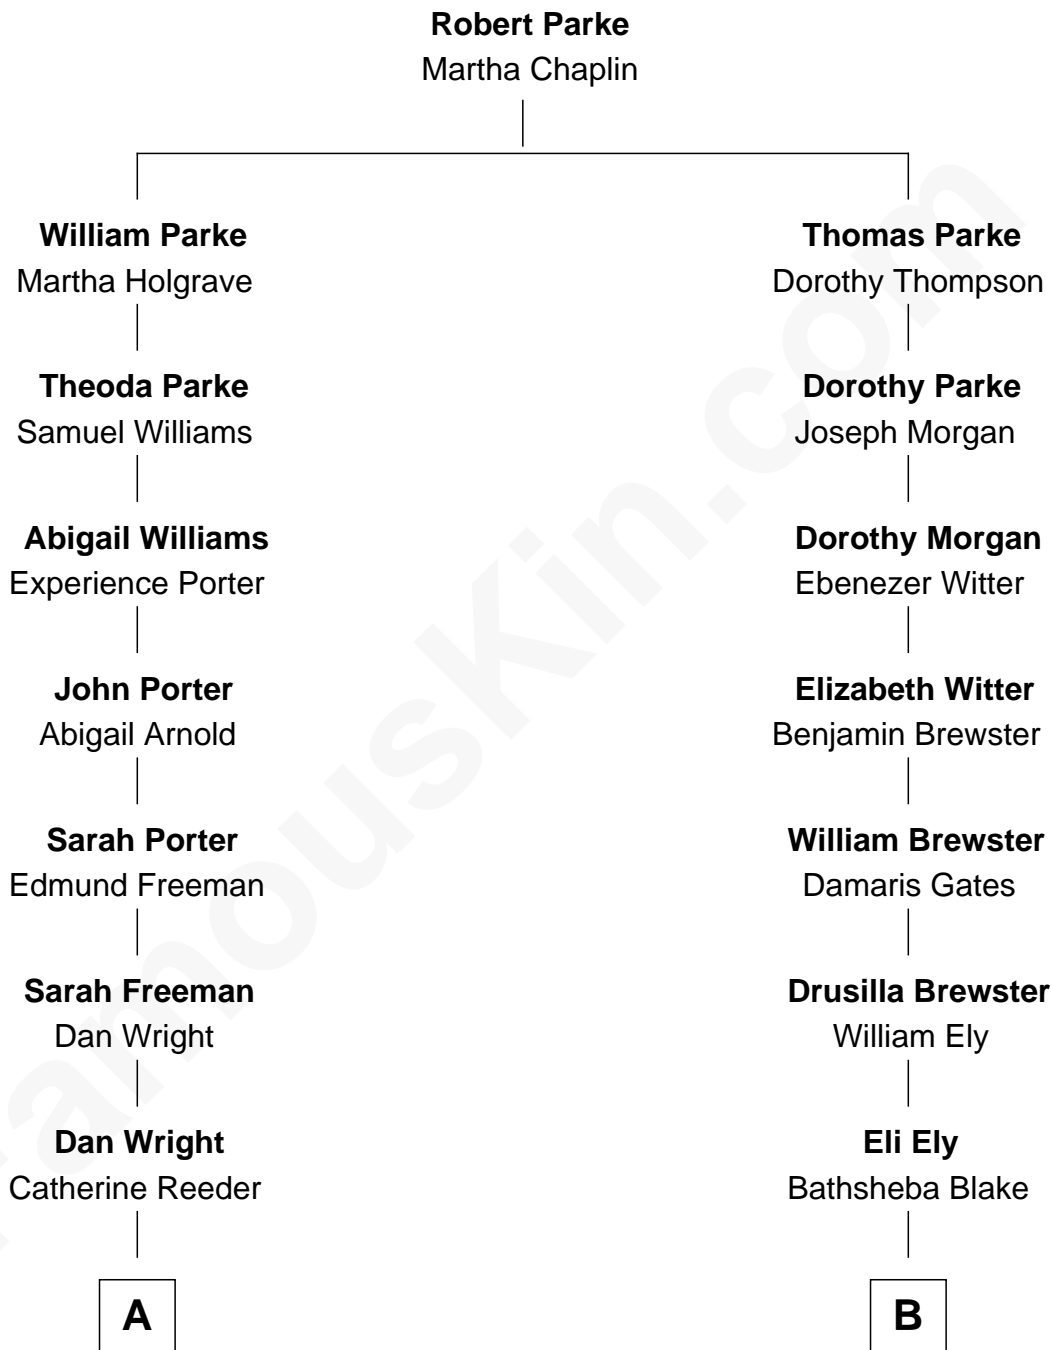 Robert Parke
Martha Chaplin
William Parke
Martha Holgrave
Thomas Parke
Dorothy Thompson
Theoda Parke
Samuel Williams
Dorothy Parke
Joseph Morgan
Abigail Williams
Experience Porter
Dorothy Morgan
Ebenezer Witter
John Porter
Abigail Arnold
Elizabeth Witter
Benjamin Brewster
Sarah Porter
Edmund Freeman
William Brewster
Damaris Gates
Sarah Freeman
Dan Wright
Drusilla Brewster
William Ely
Dan Wright
Catherine Reeder
Eli Ely
Bathsheba Blake
A
B
FamousKin.com